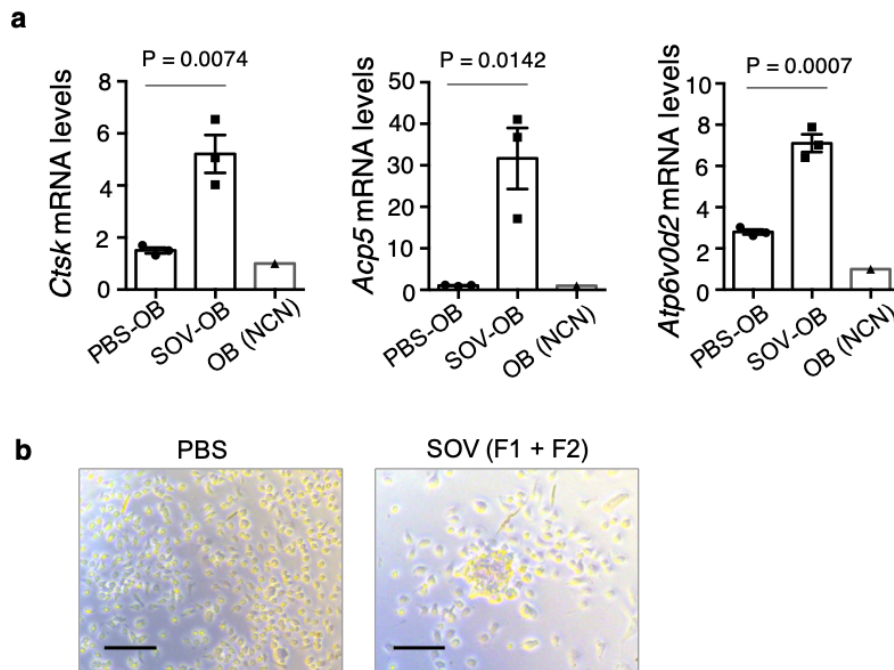 a
P = 0.0074
Ctsk mRNA levels
8
6
4
2
0
PBS-OB
SOV-OB
OB (NCN)
P = 0.0142
Acp5 mRNA levels
50
40
30
20
10
0
PBS-OB
SOV-OB
OB (NCN)
P = 0.0007
Atp6v0d2 mRNA levels
10
8
6
4
2
0
PBS-OB
SOV-OB
OB (NCN)
b
PBS
SOV (F1 + F2)